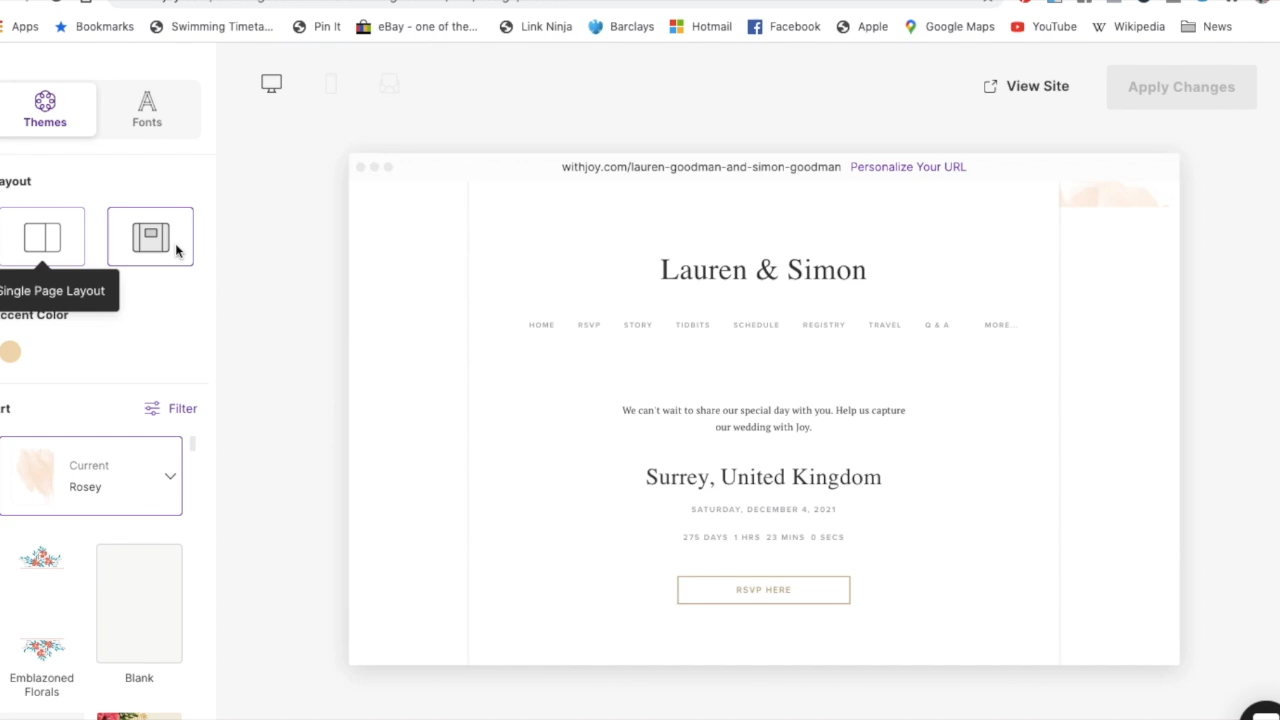 Apps
Bookmarks
Swimming Timeta...
Pin It
eBay - one of the...
Link Ninja
Barclays
Hotmail
Facebook
Apple
Google Maps
YouTube
Wikipedia
News
Themes
Fonts
View Site
Apply Changes
withjoy.com/lauren-goodman-and-simon-goodman Personalize Your URL
ayout
Single Page Layout
ccent Color
rt
Filter
Current
Rosey
Emblazoned
Florals
Blank
Lauren & Simon
HOME RSVP STORY TIDBITS SCHEDULE REGISTRY TRAVEL Q & A MORE...
We can't wait to share our special day with you. Help us capture
our wedding with Joy.
Surrey, United Kingdom
SATURDAY, DECEMBER 4, 2021
275 DAYS 1 HRS 23 MINS 0 SECS
RSVP HERE